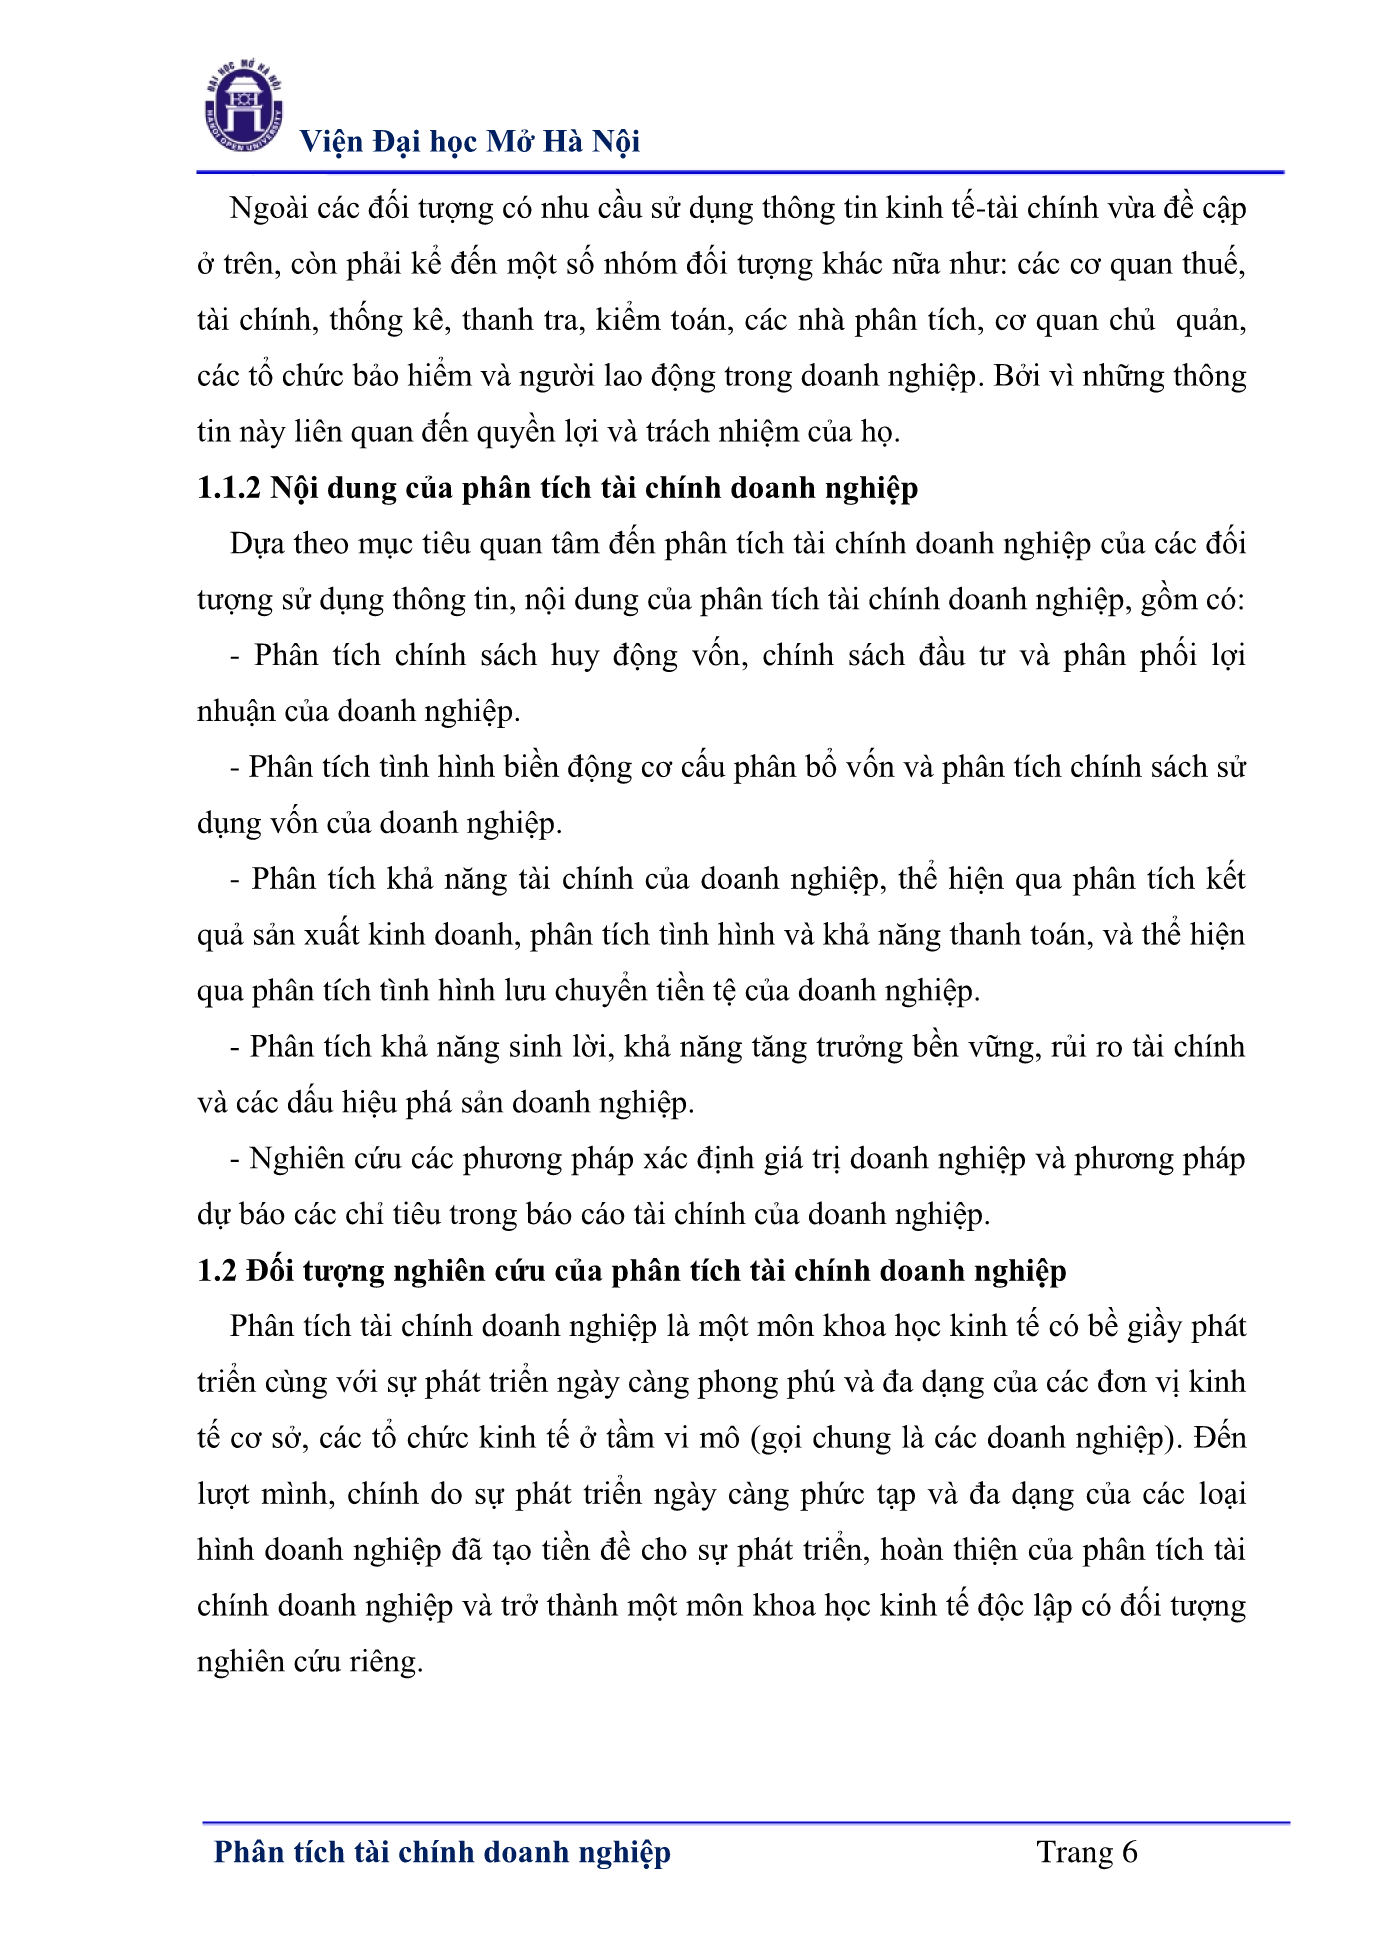 ĐẠI HỌC MỞ HÀ NỘI
HANOI OPEN UNIVERSITY
Viện Đại học Mở Hà Nội
Ngoài các đối tượng có nhu cầu sử dụng thông tin kinh tế-tài chính vừa đề cập
ở trên, còn phải kể đến một số nhóm đối tượng khác nữa như: các cơ quan thuế,
tài chính, thống kê, thanh tra, kiểm toán, các nhà phân tích, cơ quan chủ quản,
các tổ chức bảo hiểm và người lao động trong doanh nghiệp. Bởi vì những thông
tin này liên quan đến quyền lợi và trách nhiệm của họ.
1.1.2 Nội dung của phân tích tài chính doanh nghiệp
Dựa theo mục tiêu quan tâm đến phân tích tài chính doanh nghiệp của các đối
tượng sử dụng thông tin, nội dung của phân tích tài chính doanh nghiệp, gồm có:
- Phân tích chính sách huy động vốn, chính sách đầu tư và phân phối lợi
nhuận của doanh nghiệp.
- Phân tích tình hình biền động cơ cấu phân bổ vốn và phân tích chính sách sử
dụng vốn của doanh nghiệp.
- Phân tích khả năng tài chính của doanh nghiệp, thể hiện qua phân tích kết
quả sản xuất kinh doanh, phân tích tình hình và khả năng thanh toán, và thể hiện
qua phân tích tình hình lưu chuyển tiền tệ của doanh nghiệp.
- Phân tích khả năng sinh lời, khả năng tăng trưởng bền vững, rủi ro tài chính
và các dấu hiệu phá sản doanh nghiệp.
- Nghiên cứu các phương pháp xác định giá trị doanh nghiệp và phương pháp
dự báo các chỉ tiêu trong báo cáo tài chính của doanh nghiệp.
1.2 Đối tượng nghiên cứu của phân tích tài chính doanh nghiệp
Phân tích tài chính doanh nghiệp là một môn khoa học kinh tế có bề giầy phát
triển cùng với sự phát triển ngày càng phong phú và đa dạng của các đơn vị kinh
tế cơ sở, các tổ chức kinh tế ở tầm vi mô (gọi chung là các doanh nghiệp). Đến
lượt mình, chính do sự phát triển ngày càng phức tạp và đa dạng của các loại
hình doanh nghiệp đã tạo tiền đề cho sự phát triển, hoàn thiện của phân tích tài
chính doanh nghiệp và trở thành một môn khoa học kinh tế độc lập có đối tượng
nghiên cứu riêng.
Phân tích tài chính doanh nghiệp Trang 6